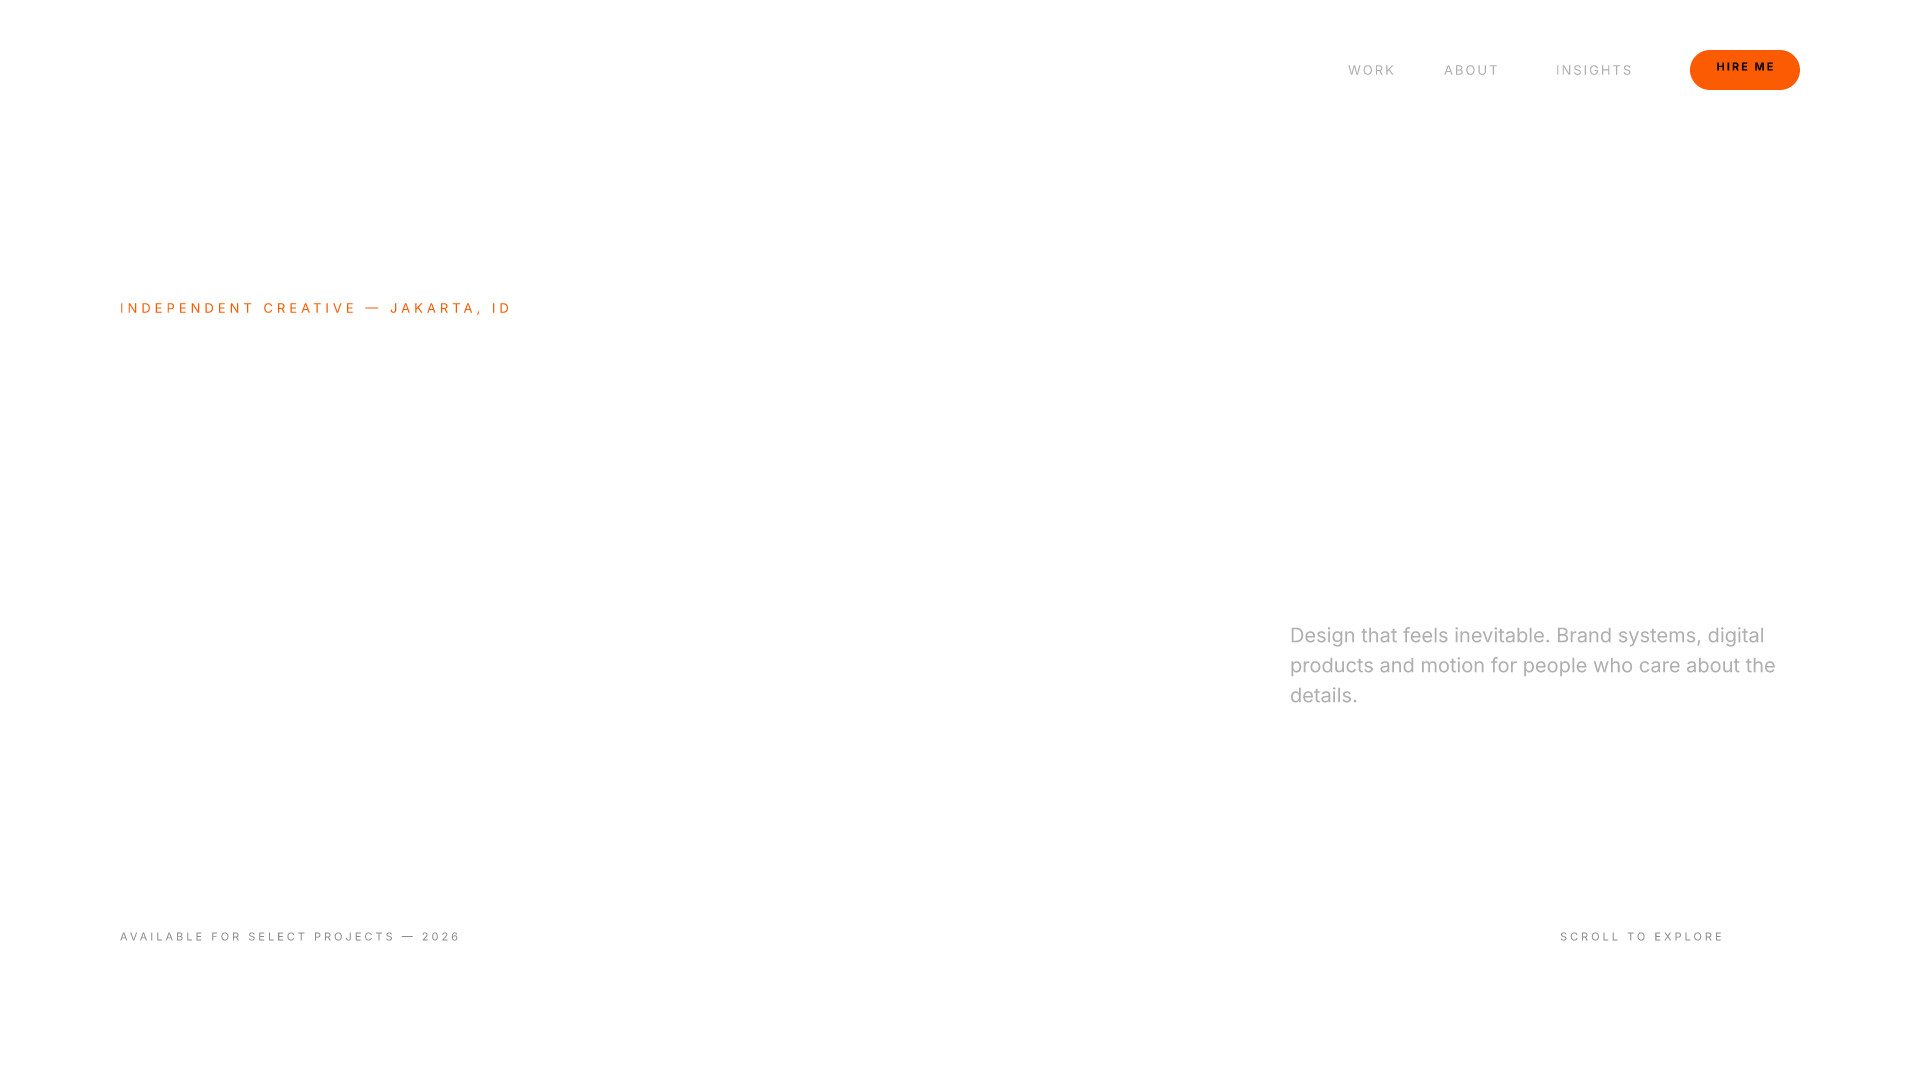 WORK
ABOUT
INSIGHTS
HIRE ME
INDEPENDENT CREATIVE — JAKARTA, ID
Design that feels inevitable. Brand systems, digital
products and motion for people who care about the
details.
AVAILABLE FOR SELECT PROJECTS — 2026
SCROLL TO EXPLORE